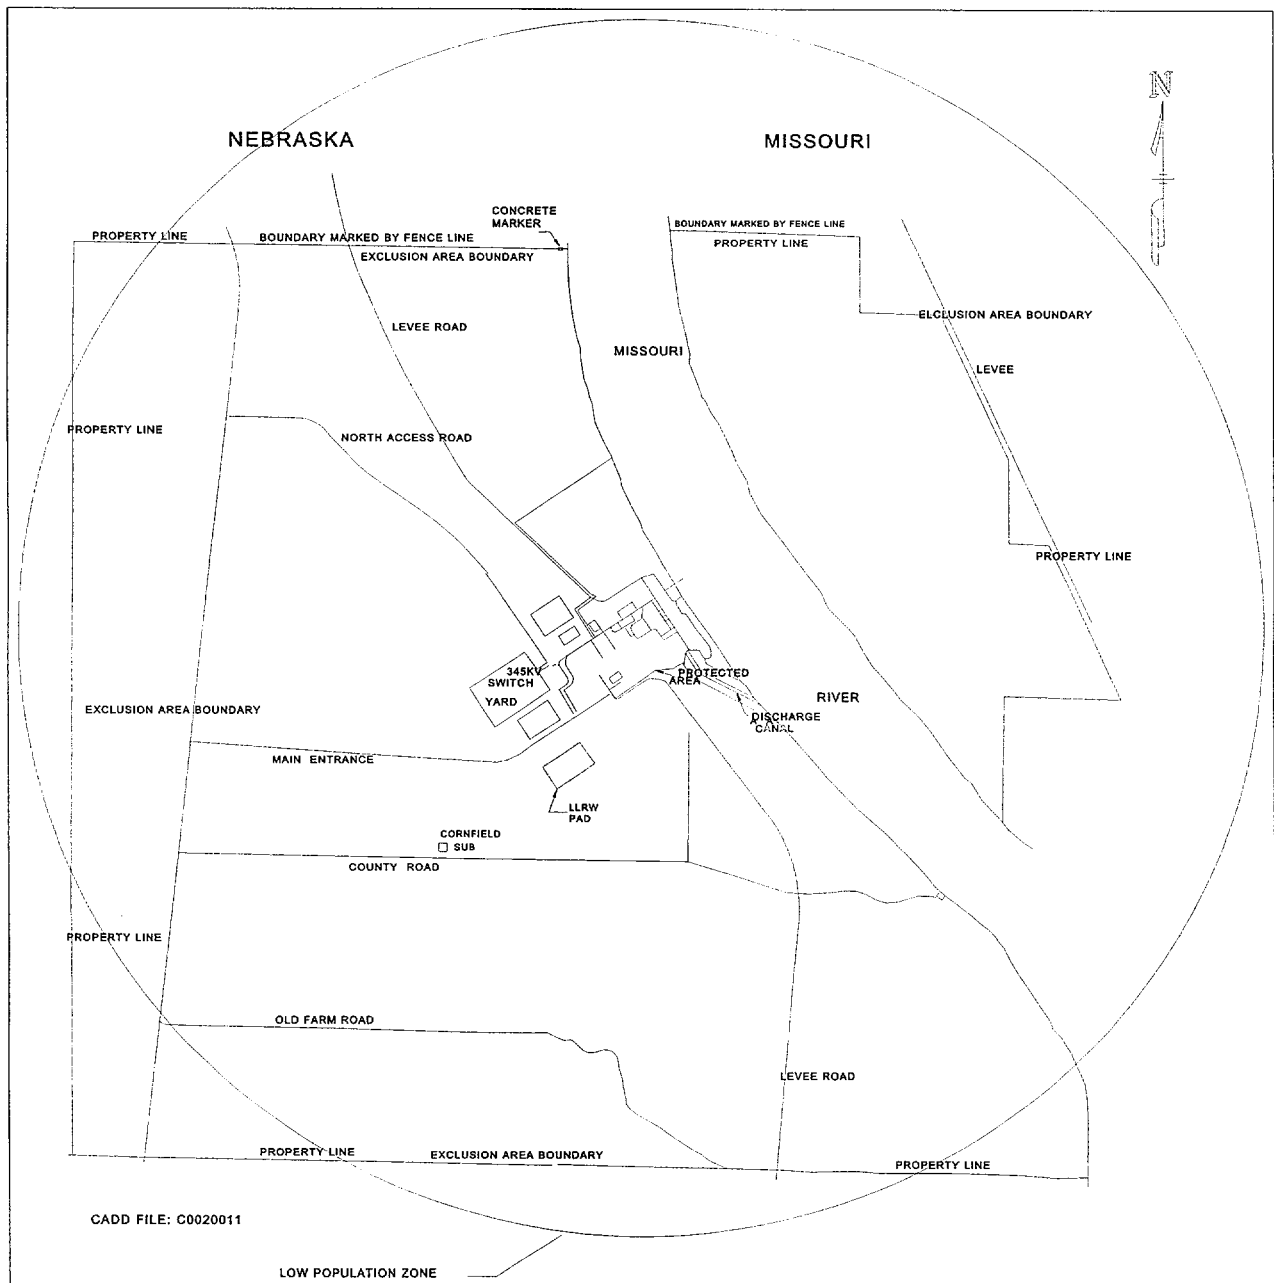 N
NEBRASKA
MISSOURI
CONCRETE
MARKER
PROPERTY LINE
BOUNDARY MARKED BY FENCE LINE
EXCLUSION AREA BOUNDARY
BOUNDARY MARKED BY FENCE LINE
PROPERTY LINE
ELCLUSION AREA BOUNDARY
LEVEE ROAD
MISSOURI
LEVEE
PROPERTY LINE
NORTH ACCESS ROAD
PROPERTY LINE
345KV
SWITCH
YARD
PROTECTED
AREA
RIVER
EXCLUSION AREA BOUNDARY
DISCHARGE
CANAL
MAIN ENTRANCE
LLRW
PAD
CORNFIELD
SUB
COUNTY ROAD
PROPERTY LINE
OLD FARM ROAD
LEVEE ROAD
PROPERTY LINE
EXCLUSION AREA BOUNDARY
PROPERTY LINE
CADD FILE: C0020011
LOW POPULATION ZONE